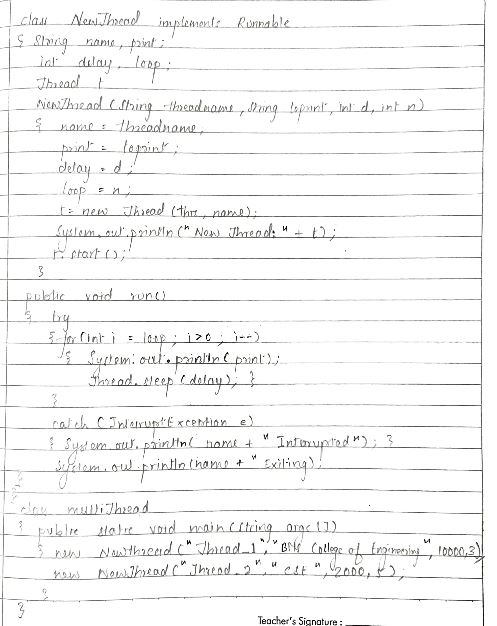 class NewThread implements Runnable
{ String name, print;
int delay, loop;
Thread t
NewThread (String threadname, String toprint, int d, int n)
{ name = threadname,
print = toprint;
delay = d;
loop = n;
t = new Thread (this, name);
System.out.println(" New Thread: " + t);
t. start ();
}
public void run()
{ try
{ for (int i = loop ; i>0 ; i--)
{ System.out.println( print);
Thread.sleep (delay); }
}
catch (InterruptException e)
{ System.out.println( name + " Interrupted "); }
System.out.println(name + " Exiting);
}
}
class multiThread
{ public static void main (String args[])
{ new Newthread ("Thread_1", College of Engineering", 10000,3)
new NewThread ("Thread_2", "cse", 2000, 5);
}
}
Teacher's Signature :